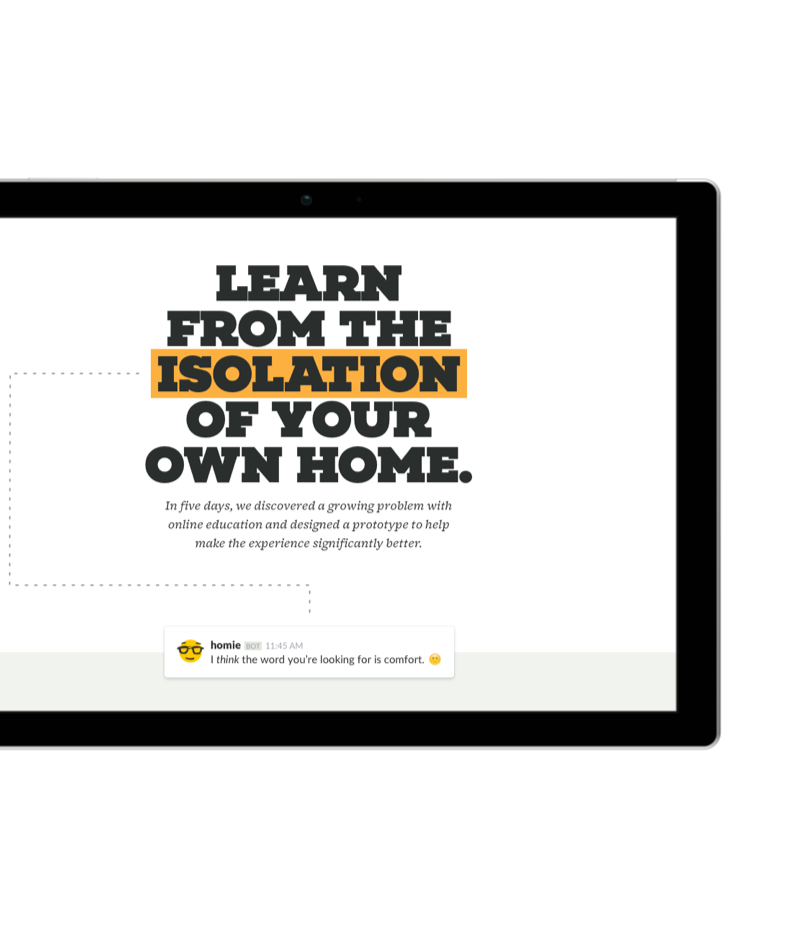 LEARN
FROM THE
ISOLATION
OF YOUR
OWN HOME.
In five days, we discovered a growing problem with
online education and designed a prototype to help
make the experience significantly better.
homie BOT 11:45 AM
I think the word you're looking for is comfort. 😁